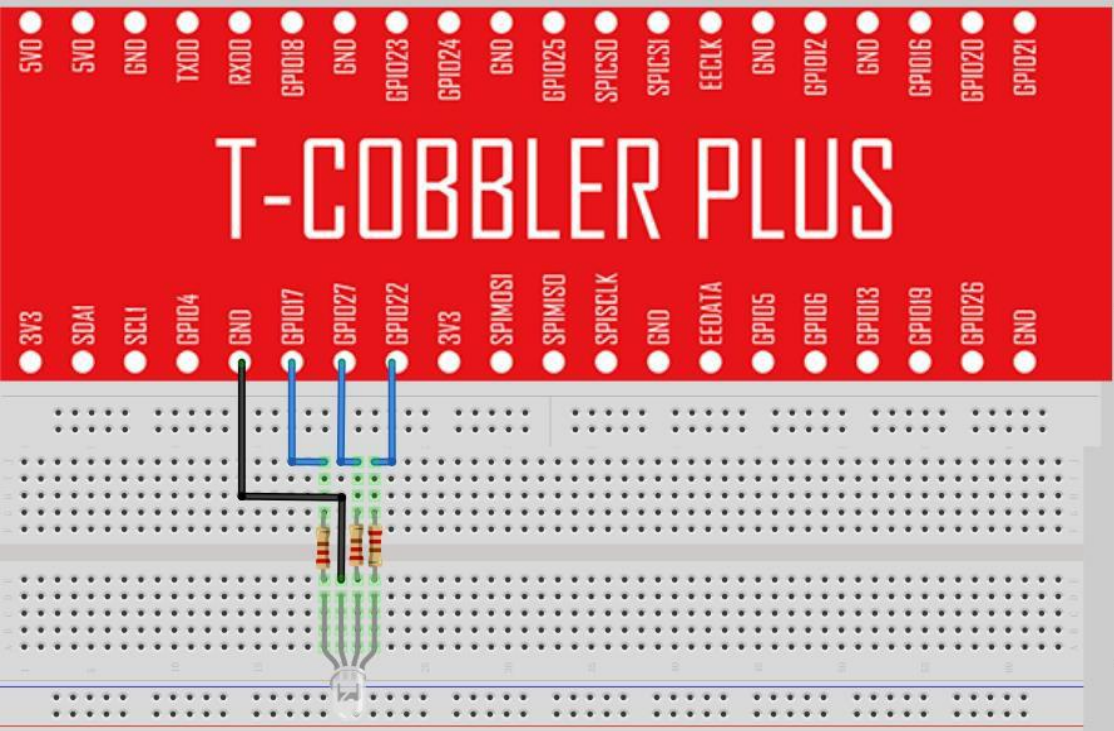 5V0 5V0 GND TXD0 RXD0 GPIO18 GND GPIO23 GPIO24 GND GPIO25 SPICS0 SPICS1 EECLK GND GPIO12 GND GPIO16 GPIO20 GPIO21
T-COBBLER PLUS
3V3 SDA1 SCL1 GPIO4 GND GPIO17 GPIO27 GPIO22 3V3 SPIMOSI SPIMISO SPISCLK GND EEDATA GPIO5 GPIO6 GPIO13 GPIO19 GPIO26 GND